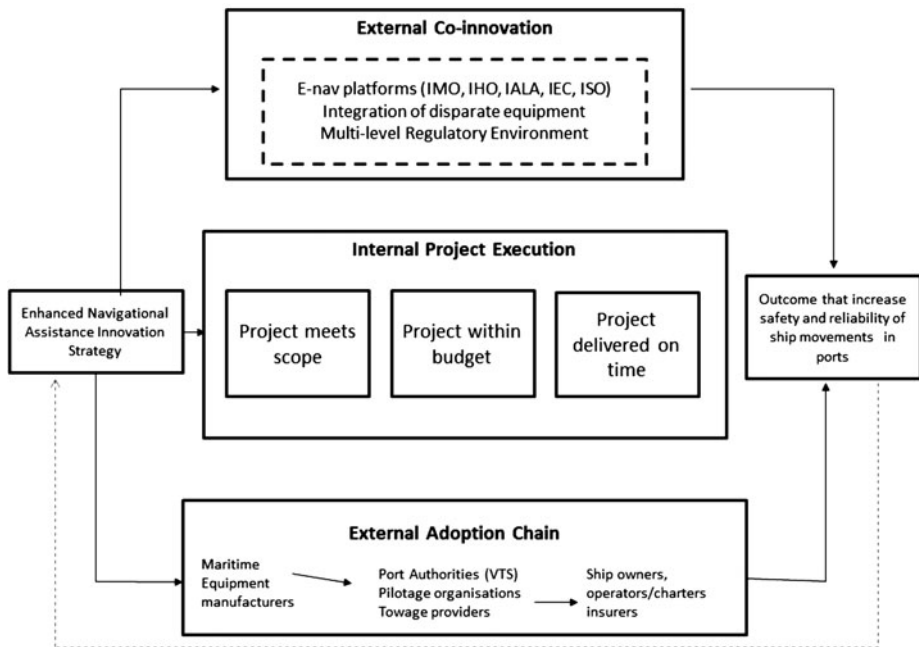 External Co-innovation
E-nav platforms (IMO, IHO, IALA, IEC, ISO)
Integration of disparate equipment
Multi-level Regulatory Environment
Internal Project Execution
Enhanced Navigational
Assistance Innovation
Strategy
Project meets
scope
Project within
budget
Project
delivered on
time
Outcome that increase
safety and reliability of
ship movements in
ports
External Adoption Chain
Maritime
Equipment
manufacturers
Port Authorities (VTS)
Pilotage organisations
Towage providers
Ship owners,
operators/charters
insurers